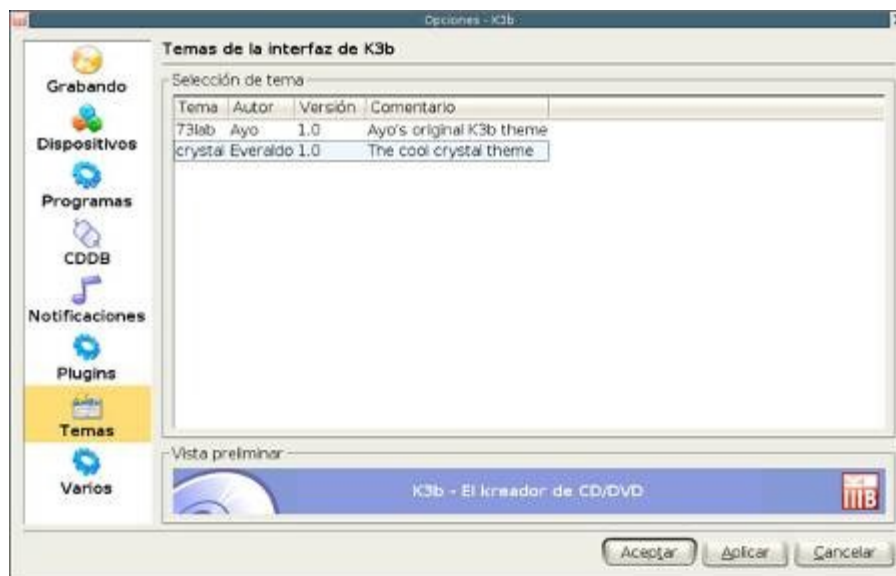 Opciones - K3b
Temas de la interfaz de K3b
Grabando
Dispositivos
Programas
CDDB
Notificaciones
Plugins
Temas
Varios
Selección de tema
Tema Autor Versión Comentario
73lab Ayo 1.0 Ayo's original K3b theme
crystal Everaldo 1.0 The cool crystal theme
Vista preliminar
K3b - El kreador de CD/DVD
Aceptar Aplicar Cancelar